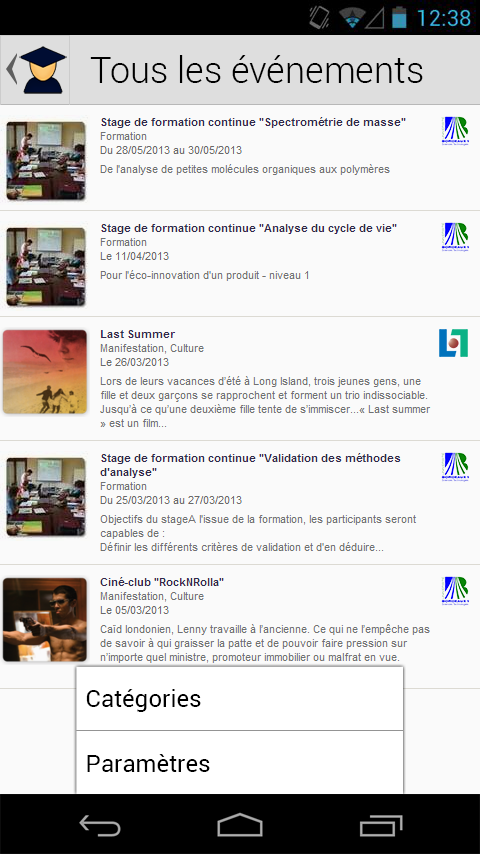 12:38
Tous les événements
Stage de formation continue "Spectrométrie de masse"
Formation
Du 28/05/2013 au 30/05/2013
De l'analyse de petites molécules organiques aux polymères
Stage de formation continue "Analyse du cycle de vie"
Formation
Le 11/04/2013
Pour l'éco-innovation d'un produit - niveau 1
Last Summer
Manifestation, Culture
Le 26/03/2013
Lors de leurs vacances d'été à Long Island, trois jeunes gens, une
fille et deux garçons se rapprochent et forment un trio indissociable.
Jusqu'à ce qu'une deuxième fille tente de s'immiscer...« Last summer
» est un film...
Stage de formation continue "Validation des méthodes
d'analyse"
Formation
Du 25/03/2013 au 27/03/2013
Objectifs du stageA l'issue de la formation, les participants seront
capables de :
Définir les différents critères de validation et d'en déduire...
Ciné-club "RockNRolla"
Manifestation, Culture
Le 05/03/2013
Caïd londonien, Lenny travaille à l'ancienne. Ce qui ne l'empêche pas
de savoir à qui graisser la patte et de pouvoir faire pression sur
n'importe quel ministre, promoteur immobilier ou malfrat en vue.
Catégories
Paramètres